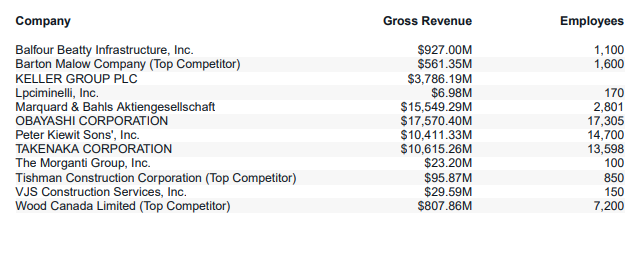 Company Gross Revenue Employees
Balfour Beatty Infrastructure, Inc. $927.00M 1,100
Barton Malow Company (Top Competitor) $561.35M 1,600
KELLER GROUP PLC $3,786.19M
Lpciminelli, Inc. $6.98M 170
Marquard & Bahls Aktiengesellschaft $15,549.29M 2,801
OBAYASHI CORPORATION $17,570.40M 17,305
Peter Kiewit Sons', Inc. $10,411.33M 14,700
TAKENAKA CORPORATION $10,615.26M 13,598
The Morganti Group, Inc. $23.20M 100
Tishman Construction Corporation (Top Competitor) $95.87M 850
VJS Construction Services, Inc. $29.59M 150
Wood Canada Limited (Top Competitor) $807.86M 7,200